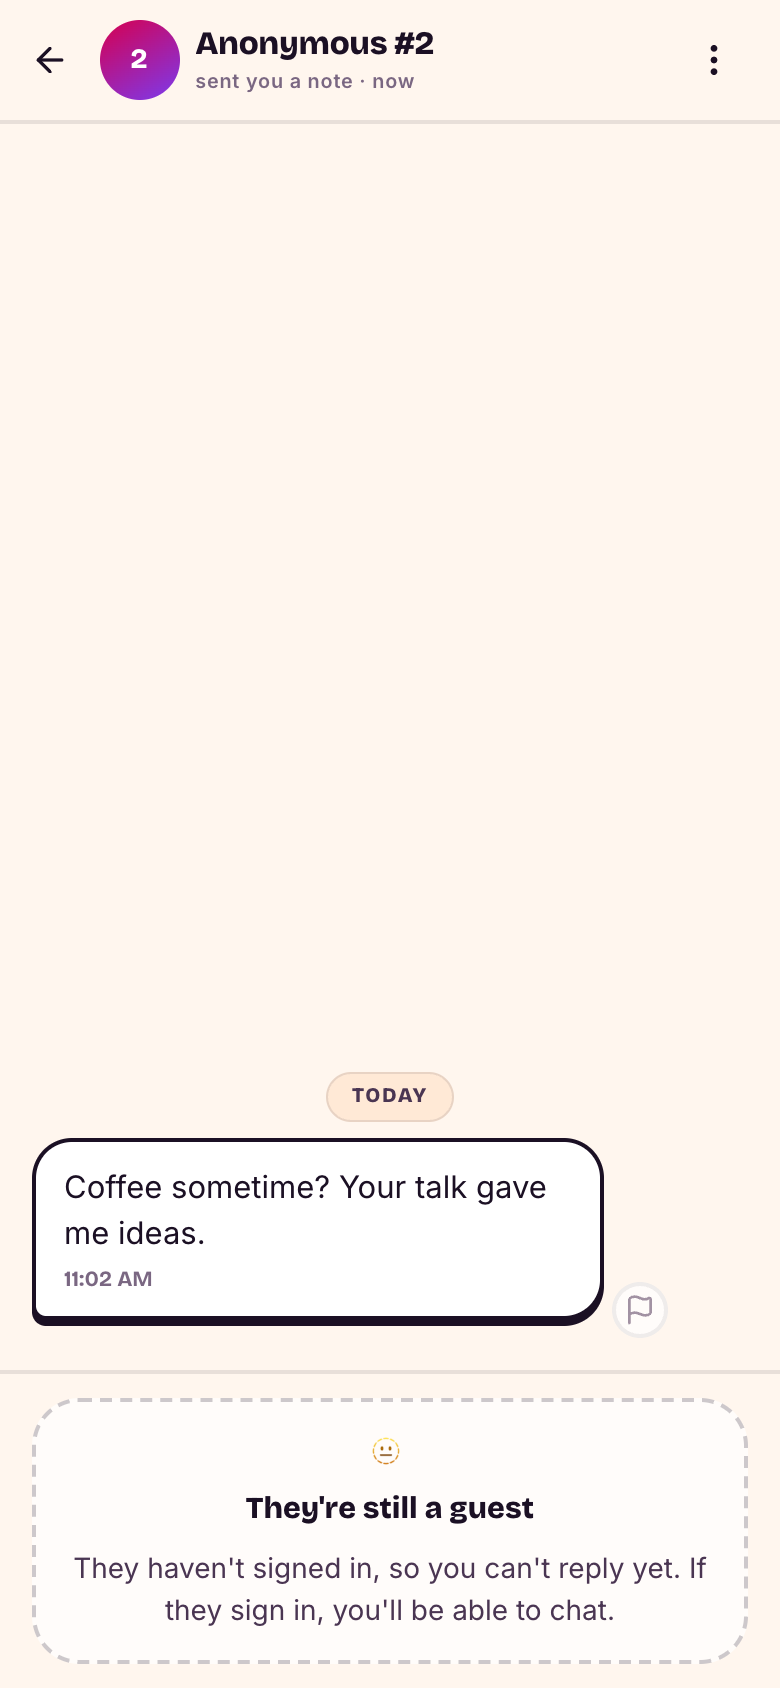 2
Anonymous #2
sent you a note · now
TODAY
Coffee sometime? Your talk gave
me ideas.
11:02 AM
They're still a guest
They haven't signed in, so you can't reply yet. If
they sign in, you'll be able to chat.